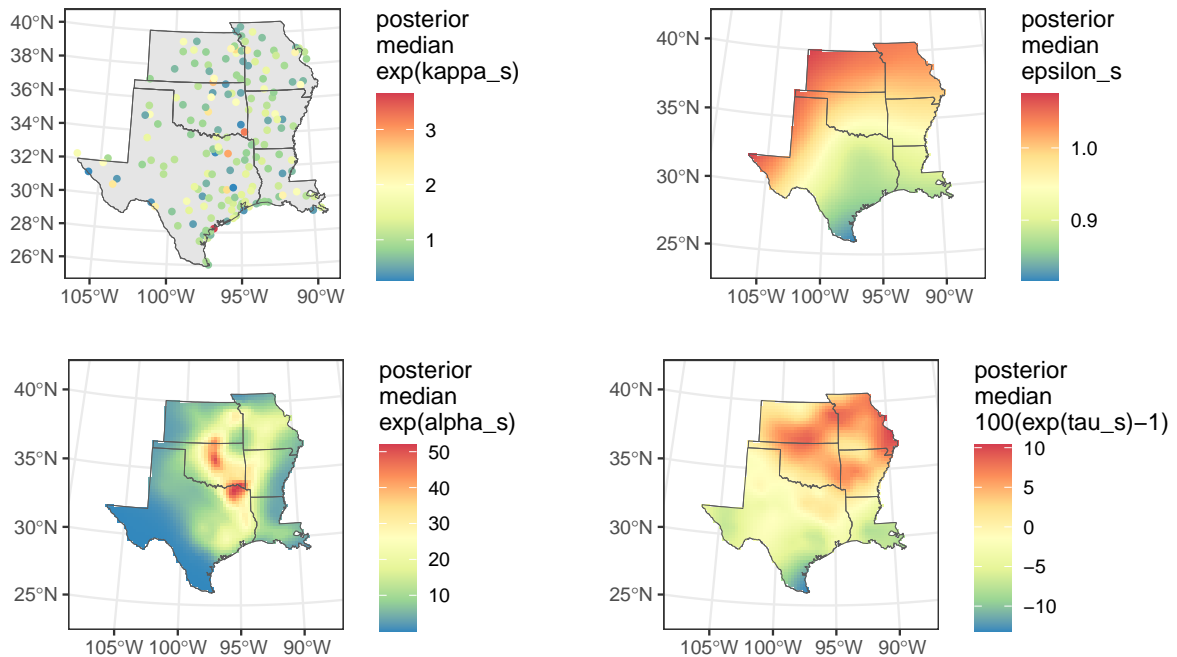 posterior
median
exp(kappa_s)
40°N
38°N
36°N
34°N
32°N
30°N
28°N
26°N
3
2
1
105°W 100°W 95°W 90°W
posterior
median
epsilon_s
40°N
35°N
30°N
25°N
1.0
0.9
105°W 100°W 95°W 90°W
posterior
median
exp(alpha_s)
40°N
35°N
30°N
25°N
50
40
30
20
10
105°W 100°W 95°W 90°W
posterior
median
100(exp(tau_s)−1)
40°N
35°N
30°N
25°N
10
5
0
−5
−10
105°W 100°W 95°W 90°W